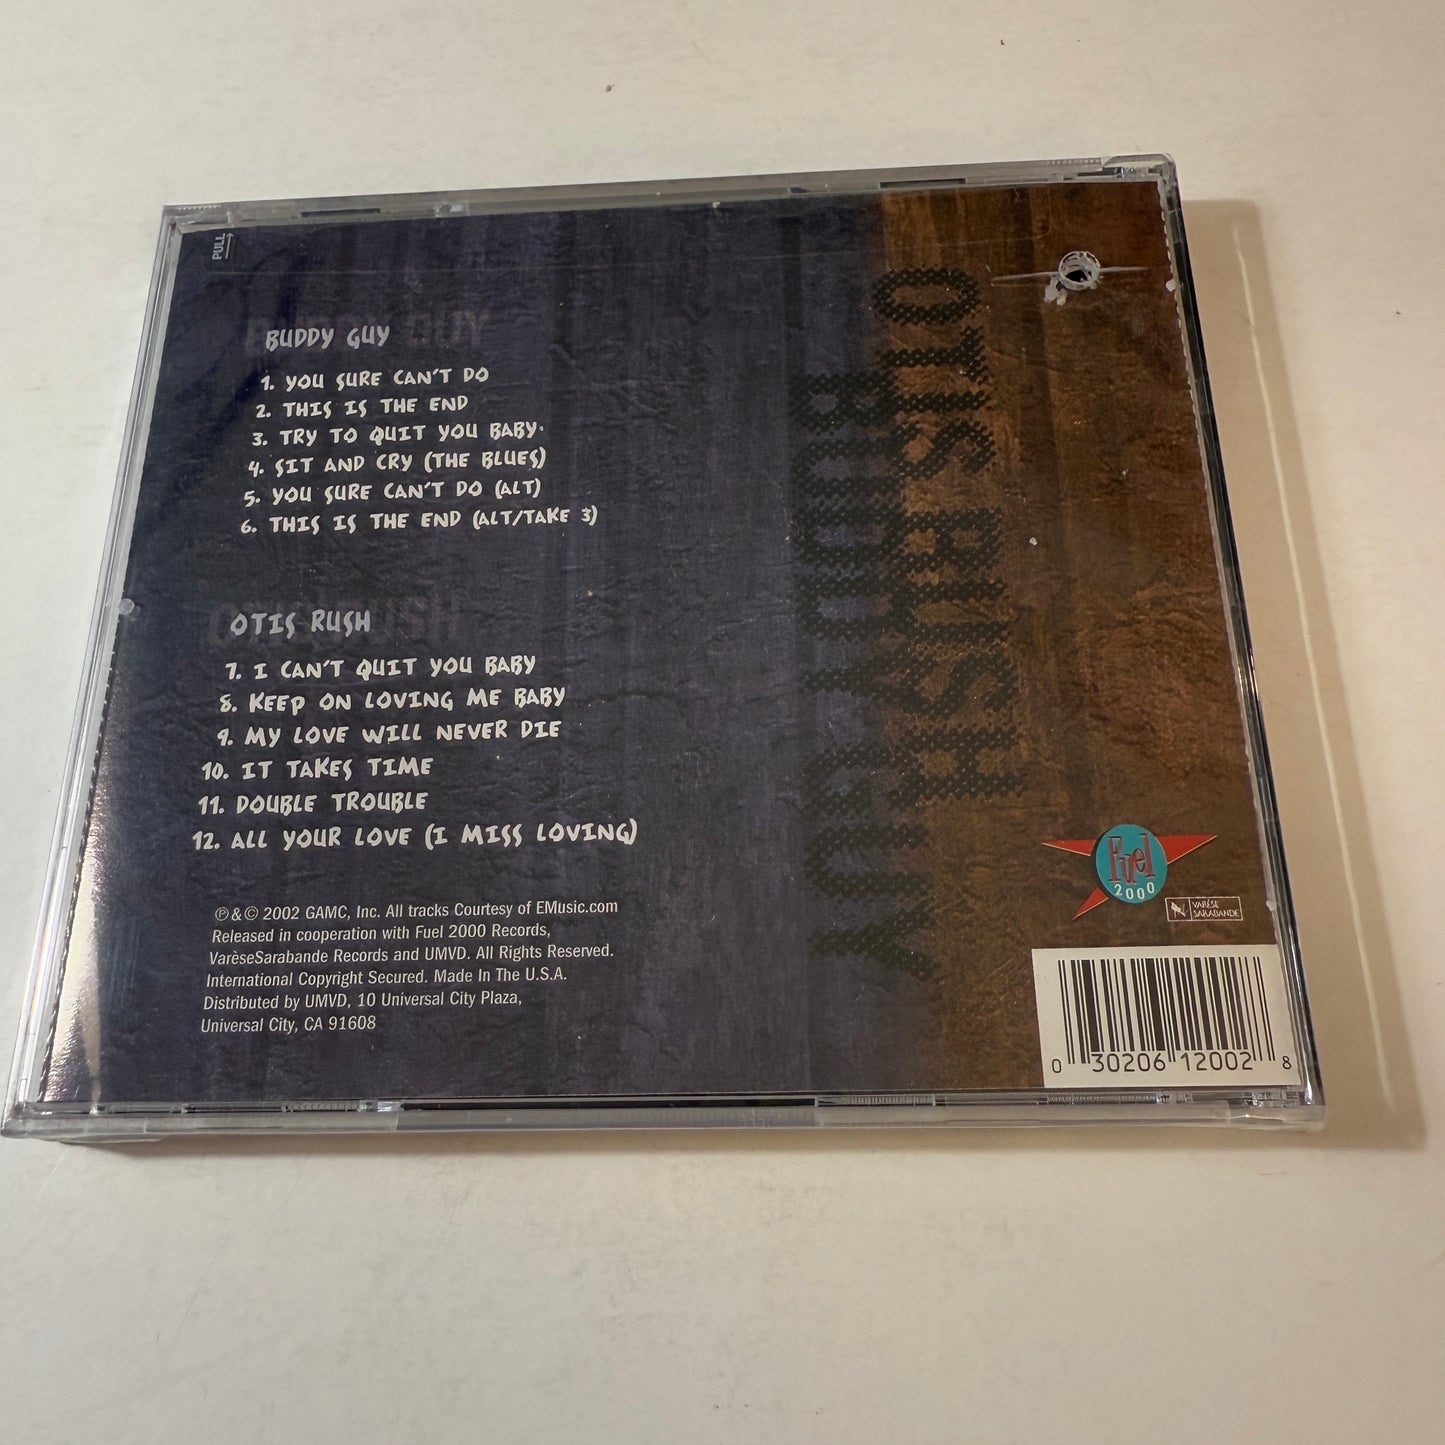 PULL
BUDDY GUY
1. YOU SURE CAN'T DO
2. THIS IS THE END
3. TRY TO QUIT YOU BABY
4. SIT AND CRY (THE BLUES)
5. YOU SURE CAN'T DO (ALT)
6. THIS IS THE END (ALT/TAKE 3)
OTIS RUSH
7. I CAN'T QUIT YOU BABY
8. KEEP ON LOVING ME BABY
9. MY LOVE WILL NEVER DIE
10. IT TAKES TIME
11. DOUBLE TROUBLE
12. ALL YOUR LOVE (I MISS LOVING)
℗ & © 2002 GAMC, Inc. All tracks Courtesy of EMusic.com
Released in cooperation with Fuel 2000 Records,
VarèseSarabande Records and UMVD. All Rights Reserved.
International Copyright Secured. Made In The U.S.A.
Distributed by UMVD, 10 Universal City Plaza,
Universal City, CA 91608
BUDDY GUY
OTIS RUSH
BUDDY GUY
OTIS RUSH
Fuel
2000
VARÈSE
SARABANDE
0 30206 12002 8